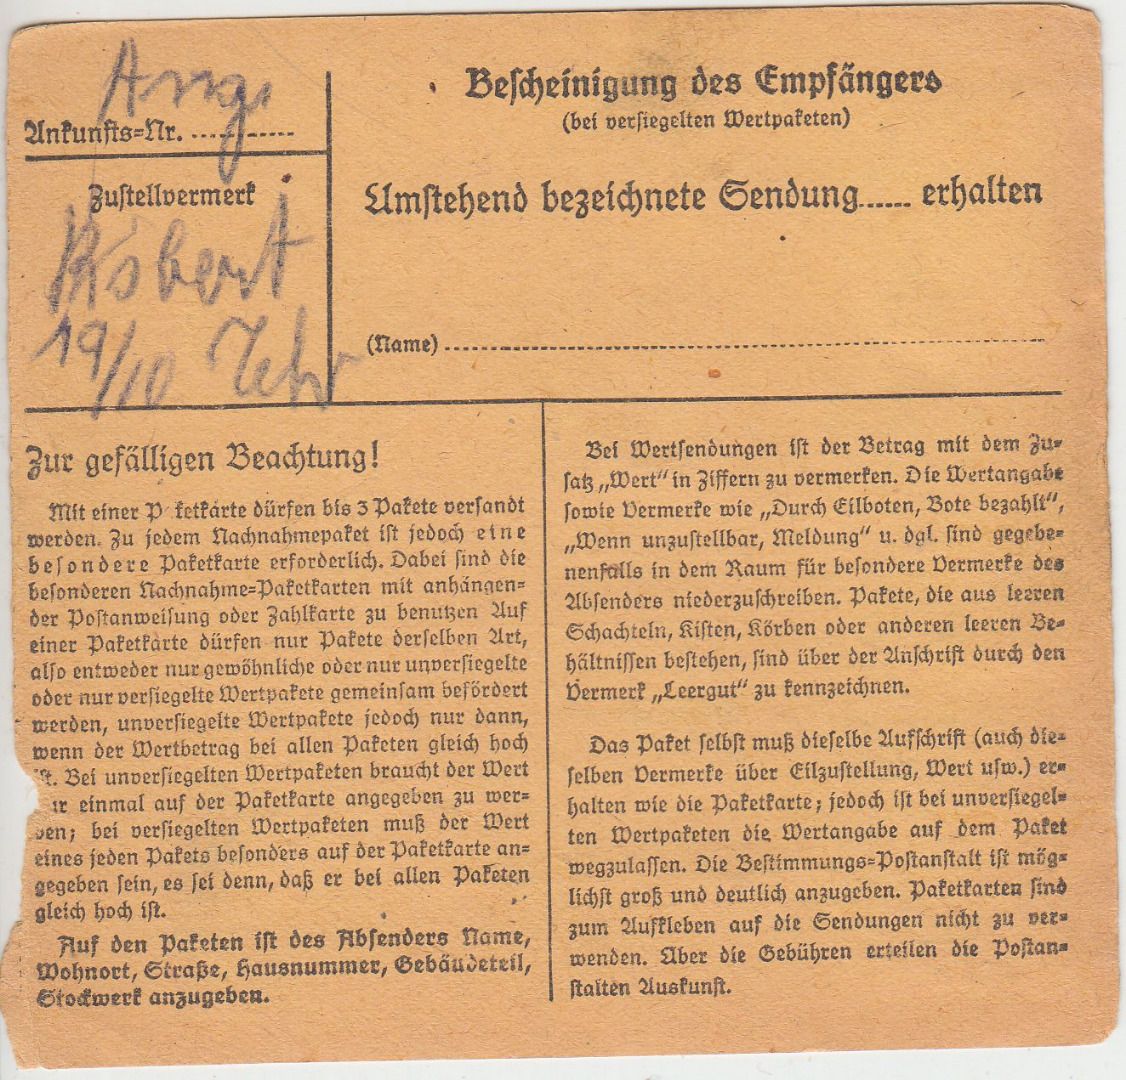 Ang.
Ankunfts-Nr. ............
Zustellvermerk
Robert
19/10
Bescheinigung des Empfängers
(bei versiegelten Wertpaketen)
Umstehend bezeichnete Sendung...... erhalten
(Name) ........................................
Zur gefälligen Beachtung!
Mit einer P ketkarte dürfen bis 3 Pakete versandt
werden. Zu jedem Nachnahmepaket ist jedoch eine
besondere Paketkarte erforderlich. Dabei sind die
besonderen Nachnahme-Paketkarten mit anhängen-
der Postanweisung oder Zahlkarte zu benutzen Auf
einer Paketkarte dürfen nur Pakete derselben Art,
also entweder nur gewöhnliche oder nur unversiegelte
oder nur versiegelte Wertpakete gemeinsam befördert
werden, unversiegelte Wertpakete jedoch nur dann,
wenn der Wertbetrag bei allen Paketen gleich hoch
ist. Bei unversiegelten Wertpaketen braucht der Wert
ur einmal auf der Paketkarte angegeben zu wer-
den; bei versiegelten Wertpaketen muß der Wert
eines jeden Pakets besonders auf der Paketkarte an-
gegeben sein, es sei denn, daß er bei allen Paketen
gleich hoch ist.
Auf den Paketen ist des Absenders Name,
Wohnort, Straße, Hausnummer, Gebäudeteil,
Stockwerk anzugeben.
Bei Wertsendungen ist der Betrag mit dem Zu-
satz „Wert“ in Ziffern zu vermerken. Die Wertangabe
sowie Vermerke wie „Durch Eilboten, Bote bezahlt“,
„Wenn unzustellbar, Meldung“ u. dgl. sind gegebe-
nenfalls in dem Raum für besondere Vermerke des
Absenders niederzuschreiben. Pakete, die aus leeren
Schachteln, Kisten, Körben oder anderen leeren Be-
hältnissen bestehen, sind über der Anschrift durch den
Vermerk „Leergut“ zu kennzeichnen.
Das Paket selbst muß dieselbe Aufschrift (auch die-
selben Vermerke über Eilzustellung, Wert usw.) er-
halten wie die Paketkarte; jedoch ist bei unversiegel-
ten Wertpaketen die Wertangabe auf dem Paket
wegzulassen. Die Bestimmungs-Postanstalt ist mög-
lichst groß und deutlich anzugeben. Paketkarten sind
zum Aufkleben auf die Sendungen nicht zu ver-
wenden. Über die Gebühren erteilen die Postan-
stalten Auskunft.